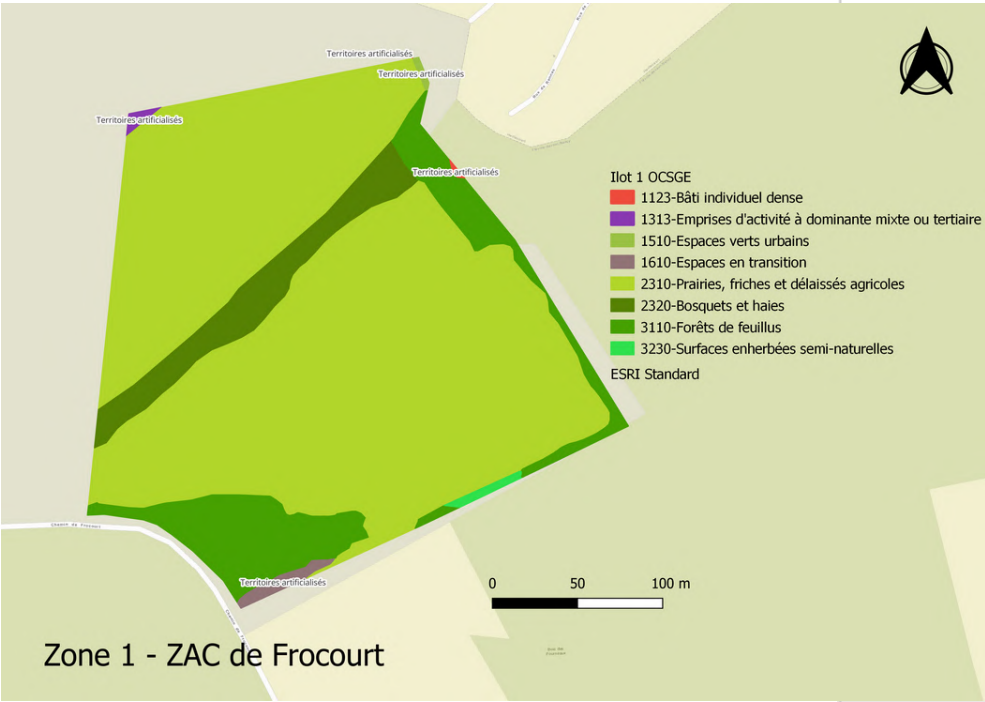 Territoires artificialisés
Territoires artificialisés
Territoires artificialisés
Territoires artificialisés
Ilot 1 OCSGE
1123-Bâti individuel dense
1313-Emprises d'activité à dominante mixte ou tertiaire
1510-Espaces verts urbains
1610-Espaces en transition
2310-Prairies, friches et délaissés agricoles
2320-Bosquets et haies
3110-Forêts de feuillus
3230-Surfaces enherbées semi-naturelles
ESRI Standard
Chemin de Frocourt
0 50 100 m
Territoires artificialisés
Zone 1 - ZAC de Frocourt